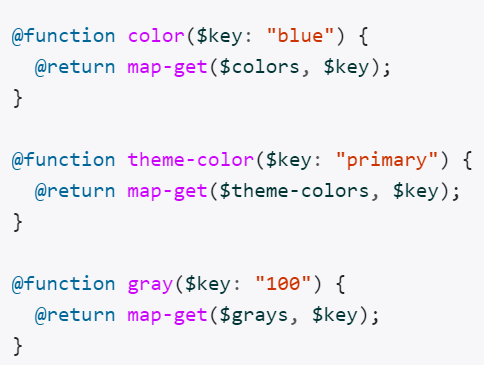 @function color($key: "blue") {
  @return map-get($colors, $key);
}

@function theme-color($key: "primary") {
  @return map-get($theme-colors, $key);
}

@function gray($key: "100") {
  @return map-get($grays, $key);
}